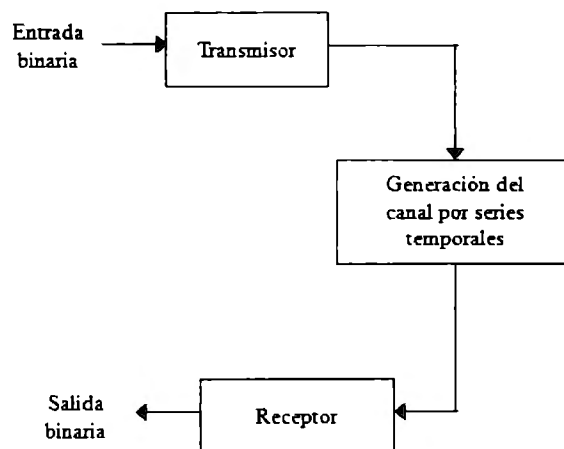 Entrada
binaria
Transmisor
Generación del
canal por series
temporales
Salida
binaria
Receptor